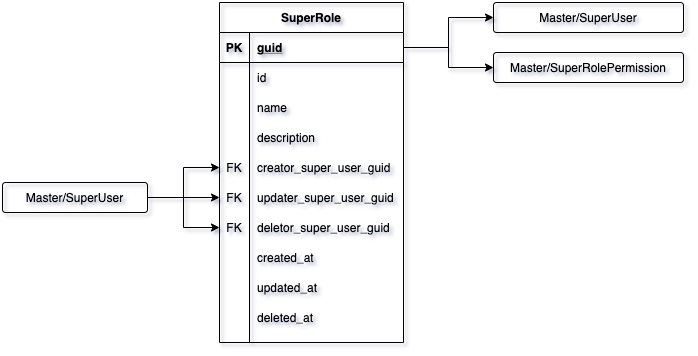 SuperRole
PK guid
id
name
description
FK creator_super_user_guid
FK updater_super_user_guid
FK deletor_super_user_guid
created_at
updated_at
deleted_at
Master/SuperUser
Master/SuperUser
Master/SuperRolePermission